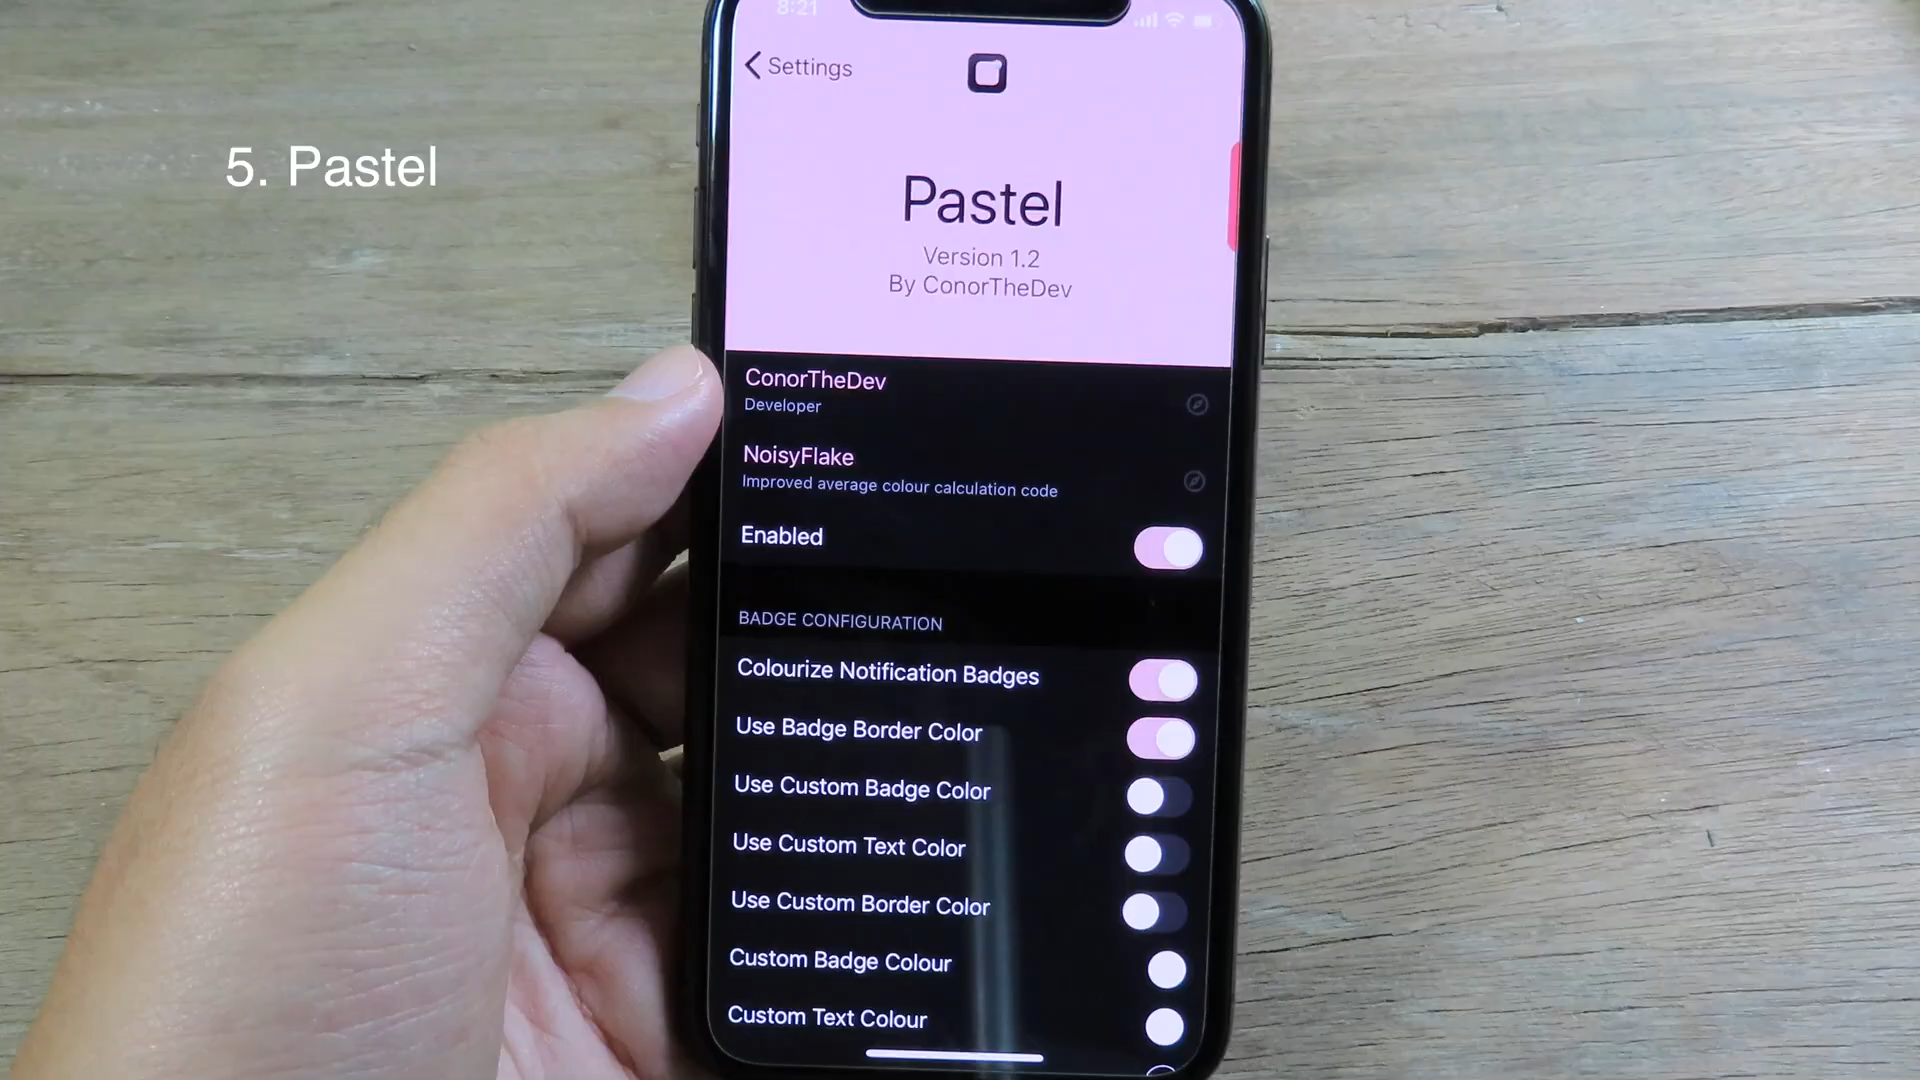 8:21
Settings
5. Pastel
Pastel
Version 1.2
By ConorTheDev
ConorTheDev
Developer
NoisyFlake
Improved average colour calculation code
Enabled
BADGE CONFIGURATION
Colourize Notification Badges
Use Badge Border Color
Use Custom Badge Color
Use Custom Text Color
Use Custom Border Color
Custom Badge Colour
Custom Text Colour